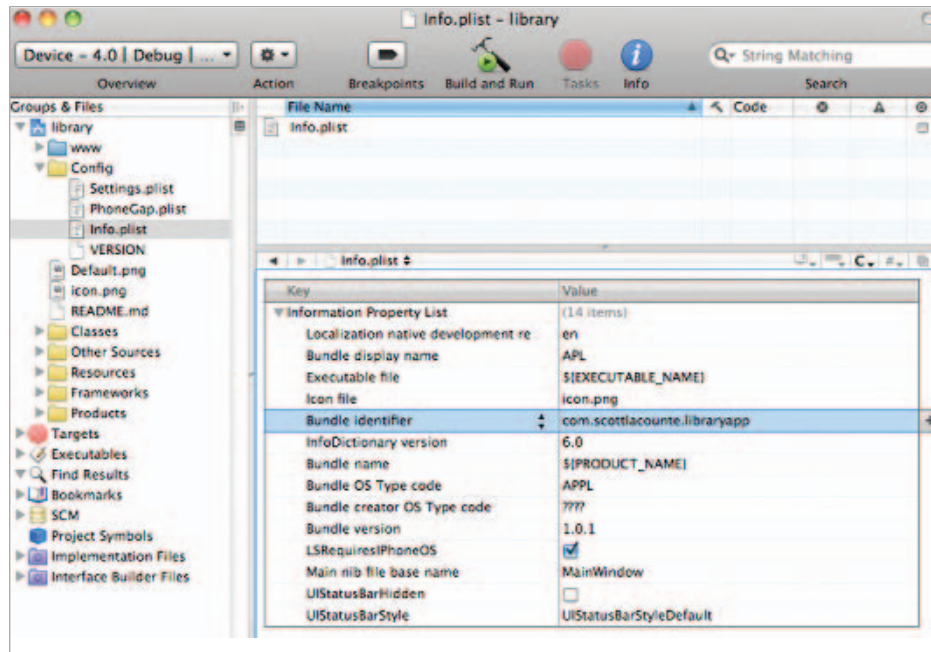 Info.plist – library
Device – 4.0 | Debug | ...
Overview
Action
Breakpoints
Build and Run
Tasks
Info
String Matching
Search
Groups & Files
library
www
Config
Settings.plist
PhoneGap.plist
Info.plist
VERSION
Default.png
icon.png
README.md
Classes
Other Sources
Resources
Frameworks
Products
Targets
Executables
Find Results
Bookmarks
SCM
Project Symbols
Implementation Files
Interface Builder Files
File Name
Code
Info.plist
Info.plist
C
#
Key Value
Information Property List (14 items)
Localization native development re en
Bundle display name APL
Executable file ${EXECUTABLE_NAME}
Icon file icon.png
Bundle identifier com.scottlacounte.libraryapp
InfoDictionary version 6.0
Bundle name ${PRODUCT_NAME}
Bundle OS Type code APPL
Bundle creator OS Type code ????
Bundle version 1.0.1
LSRequiresIPhoneOS
Main nib file base name MainWindow
UIStatusBarHidden
UIStatusBarStyle UIStatusBarStyleDefault